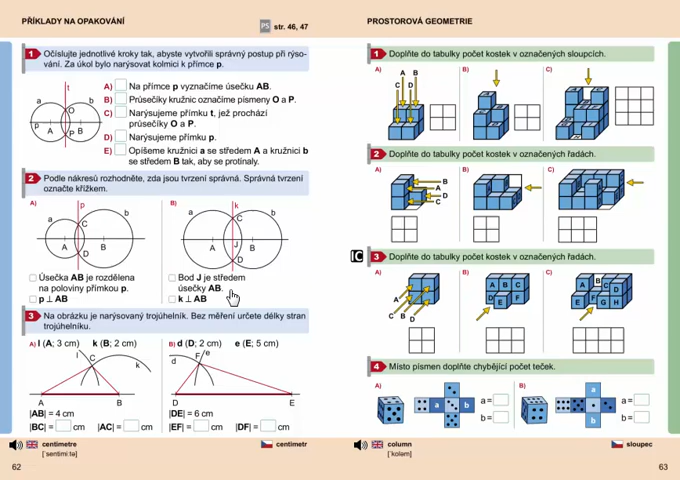 PŘÍKLADY NA OPAKOVÁNÍ
PS str. 46, 47
1 Očíslujte jednotlivé kroky tak, abyste vytvořili správný postup při rýso-
vání. Za úkol bylo narýsovat kolmici k přímce p.
t
a
b
O
p
A
P
B
A) Na přímce p vyznačíme úsečku AB.
B) Průsečíky kružnic označíme písmeny O a P.
C) Narýsujeme přímku t, jež prochází
průsečíky O a P.
D) Narýsujeme přímku p.
E) Opíšeme kružnici a se středem A a kružnici b
se středem B tak, aby se protínaly.
2 Podle nákresů rozhodněte, zda jsou tvrzení správná. Správná tvrzení
označte křížkem.
A)
p
a
b
C
A
B
D
Úsečka AB je rozdělena
na poloviny přímkou p.
p ⊥ AB
B)
k
a
b
C
A
J
B
D
Bod J je středem
úsečky AB.
k ⊥ AB
3 Na obrázku je narýsovaný trojúhelník. Bez měření určete délky stran
trojúhelníku.
A) l (A; 3 cm) k (B; 2 cm)
l
C
k
A
B
|AB| = 4 cm
|BC| = cm |AC| = cm
B) d (D; 2 cm) e (E; 5 cm)
d
F
e
D
E
|DE| = 6 cm
|EF| = cm |DF| = cm
centimetre
centimetr
62
PROSTOROVÁ GEOMETRIE
1 Doplňte do tabulky počet kostek v označených sloupcích.
A)
A B
C D
B)
C)
2 Doplňte do tabulky počet kostek v označených řadách.
A)
B
A
D
C
B)
C)
IC
3 Doplňte do tabulky počet kostek v označených řadách.
A)
A
C B D
B)
A B C
D E F
C)
A B C D
E F G H
4 Místo písmen doplňte chybějící počet teček.
A)
a
b
a =
b =
B)
a
b
a =
b =
column
sloupec
63